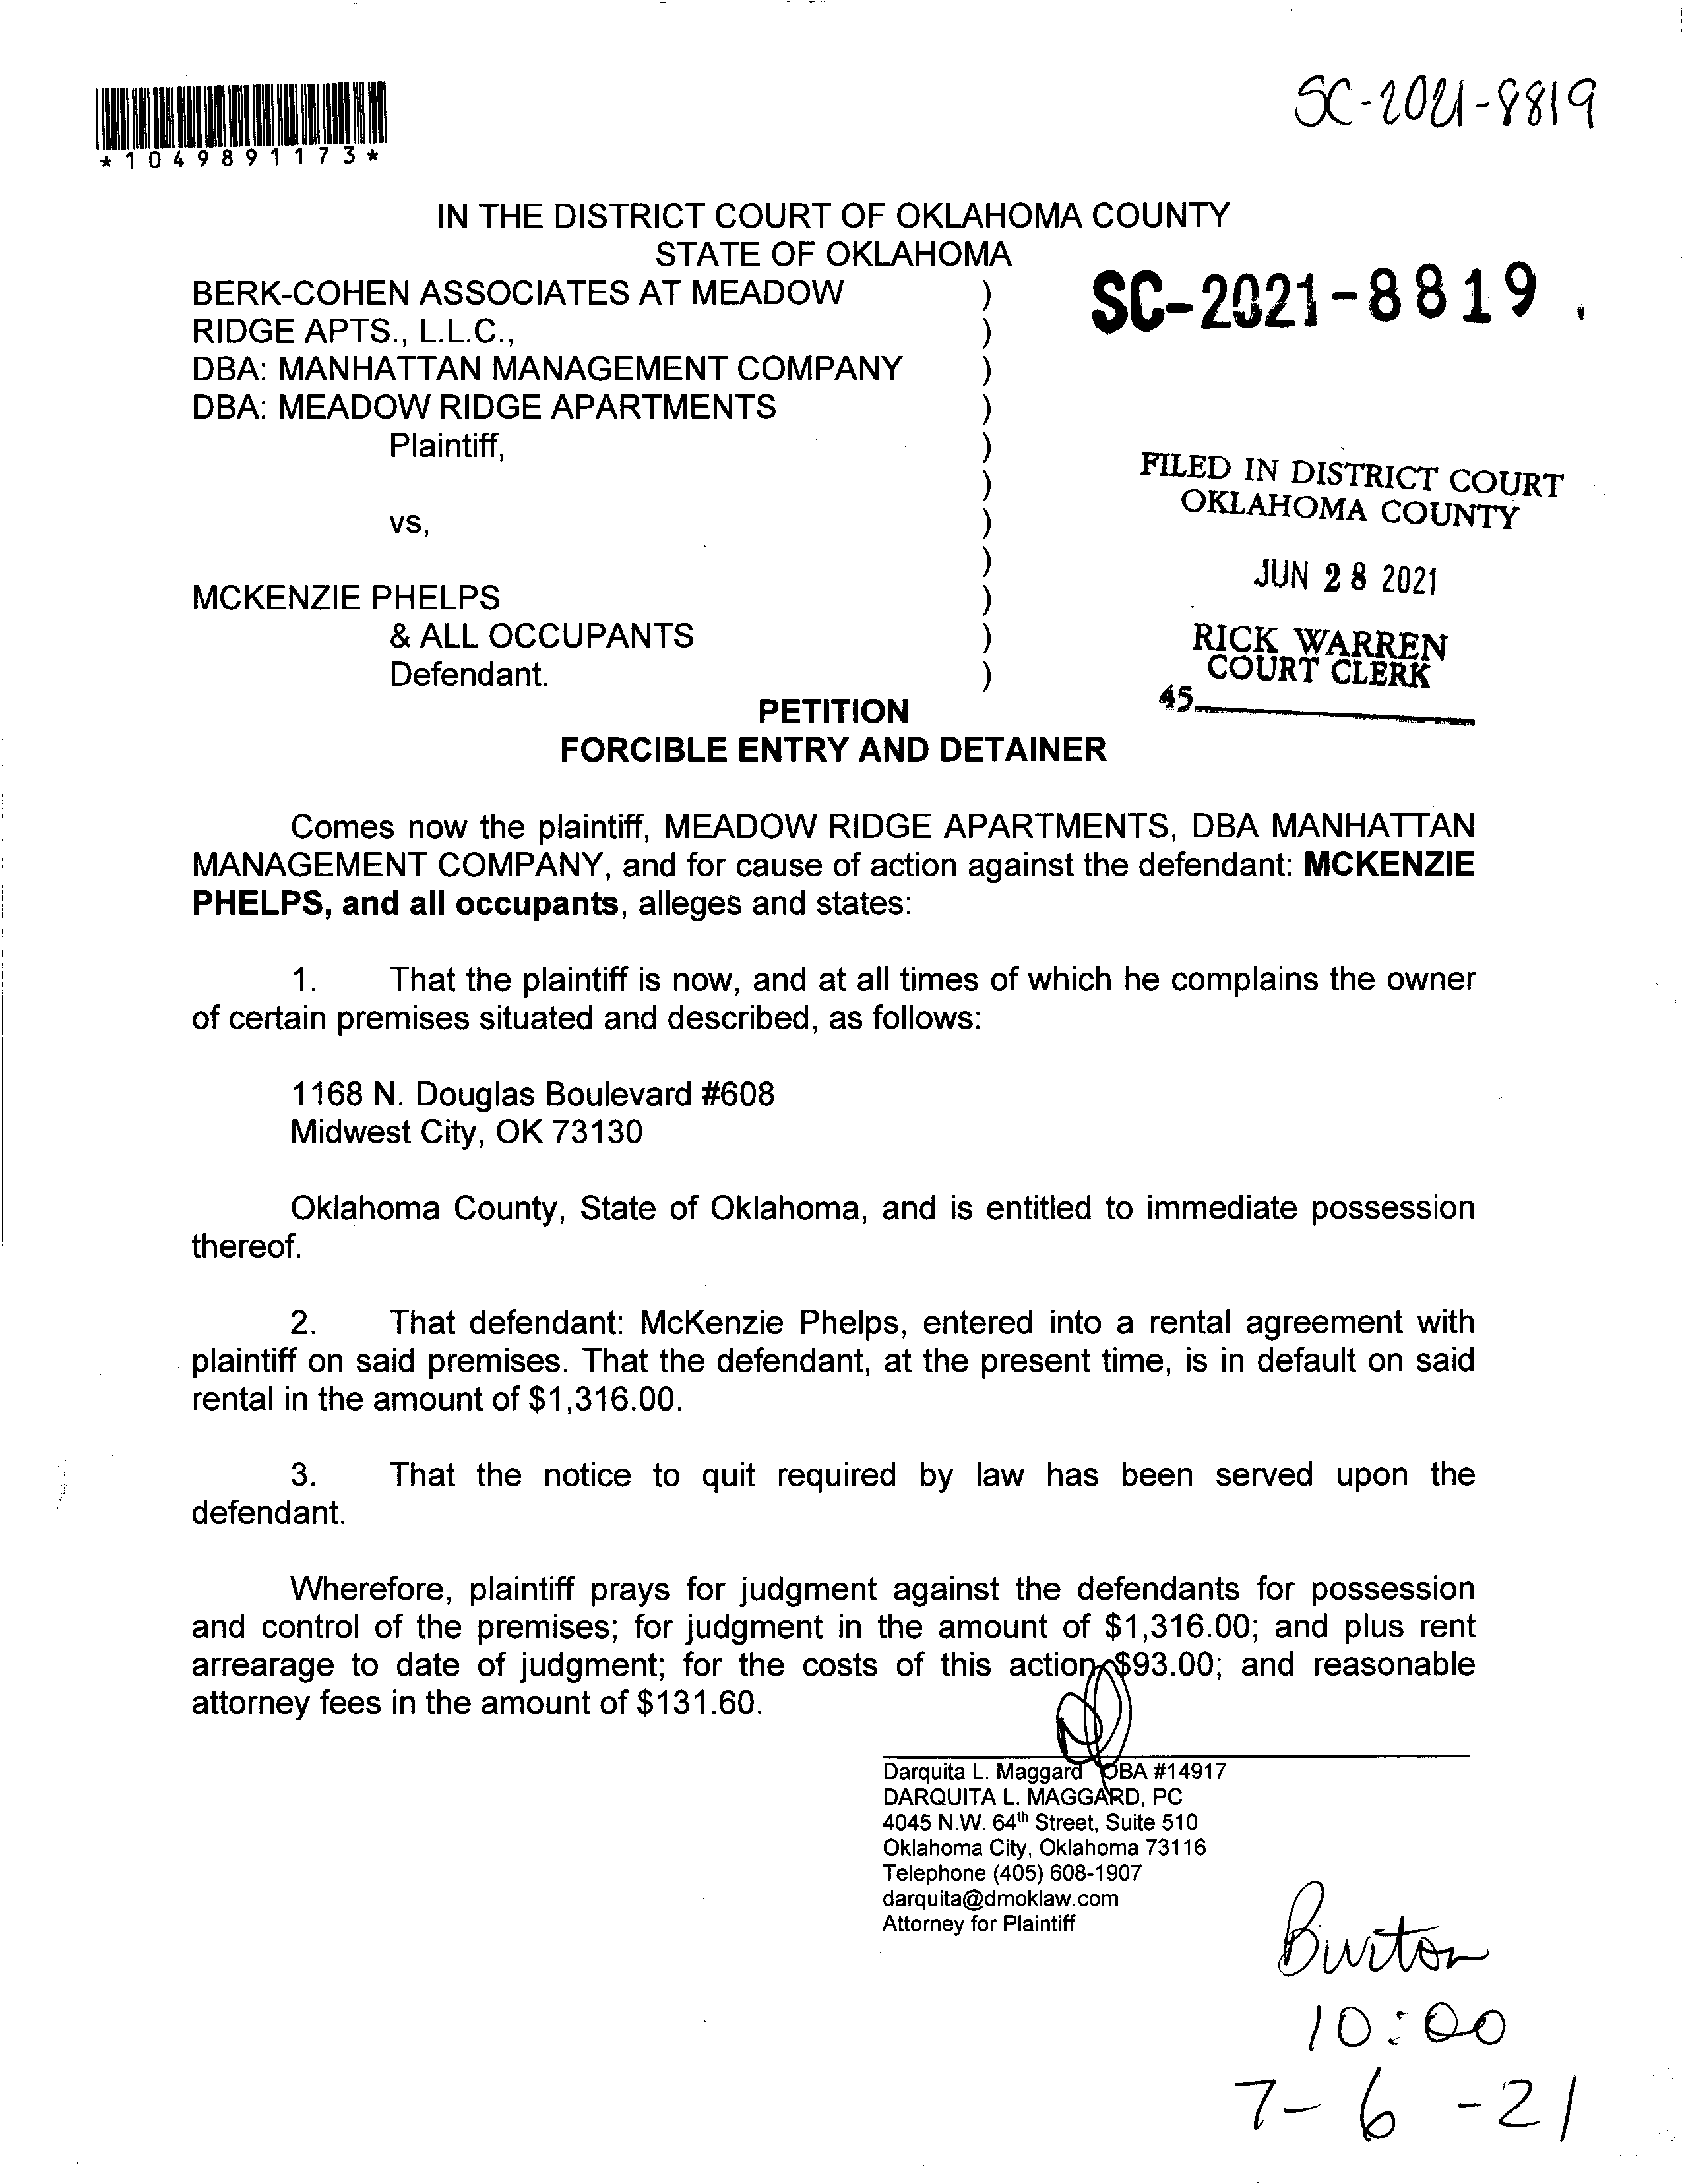 SC-2021-8819
*1049891173*
IN THE DISTRICT COURT OF OKLAHOMA COUNTY
STATE OF OKLAHOMA
BERK-COHEN ASSOCIATES AT MEADOW )
RIDGE APTS., L.L.C., )
DBA: MANHATTAN MANAGEMENT COMPANY )
DBA: MEADOW RIDGE APARTMENTS )
Plaintiff, )
)
vs, )
)
MCKENZIE PHELPS )
& ALL OCCUPANTS )
Defendant. )
SC-2021-8819
FILED IN DISTRICT COURT
OKLAHOMA COUNTY
JUN 28 2021
RICK WARREN
COURT CLERK
45
PETITION
FORCIBLE ENTRY AND DETAINER
Comes now the plaintiff, MEADOW RIDGE APARTMENTS, DBA MANHATTAN
MANAGEMENT COMPANY, and for cause of action against the defendant: MCKENZIE
PHELPS, and all occupants, alleges and states:
1. That the plaintiff is now, and at all times of which he complains the owner
of certain premises situated and described, as follows:
1168 N. Douglas Boulevard #608
Midwest City, OK 73130
Oklahoma County, State of Oklahoma, and is entitled to immediate possession
thereof.
2. That defendant: McKenzie Phelps, entered into a rental agreement with
plaintiff on said premises. That the defendant, at the present time, is in default on said
rental in the amount of $1,316.00.
3. That the notice to quit required by law has been served upon the
defendant.
Wherefore, plaintiff prays for judgment against the defendants for possession
and control of the premises; for judgment in the amount of $1,316.00; and plus rent
arrearage to date of judgment; for the costs of this action $93.00; and reasonable
attorney fees in the amount of $131.60.
Darquita L. Maggard OBA #14917
DARQUITA L. MAGGARD, PC
4045 N.W. 64th Street, Suite 510
Oklahoma City, Oklahoma 73116
Telephone (405) 608-1907
darquita@dmoklaw.com
Attorney for Plaintiff
Burton
10:00
7-6-21